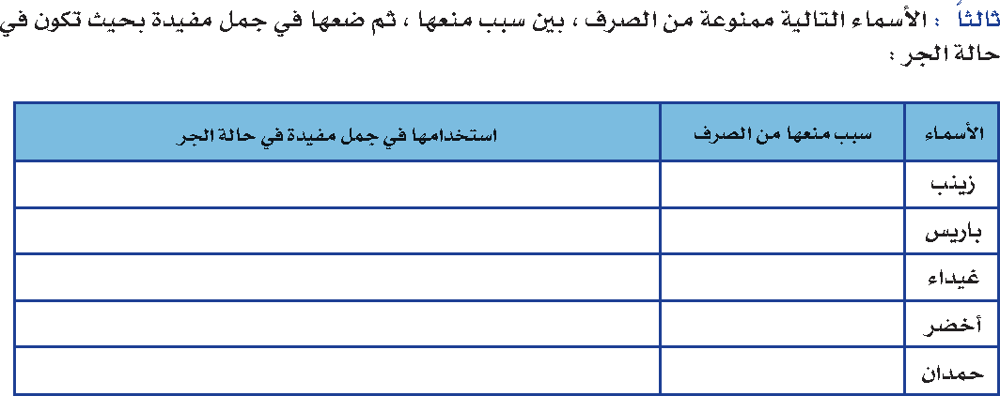 ثالثاً : الأسماء التالية ممنوعة من الصرف ، بين سبب منعها ، ثم ضعها في جمل مفيدة بحيث تكون في
حالة الجر :
الأسماء سبب منعها من الصرف استخدامها في جمل مفيدة في حالة الجر
زينب
باريس
غيداء
أخضر
حمدان